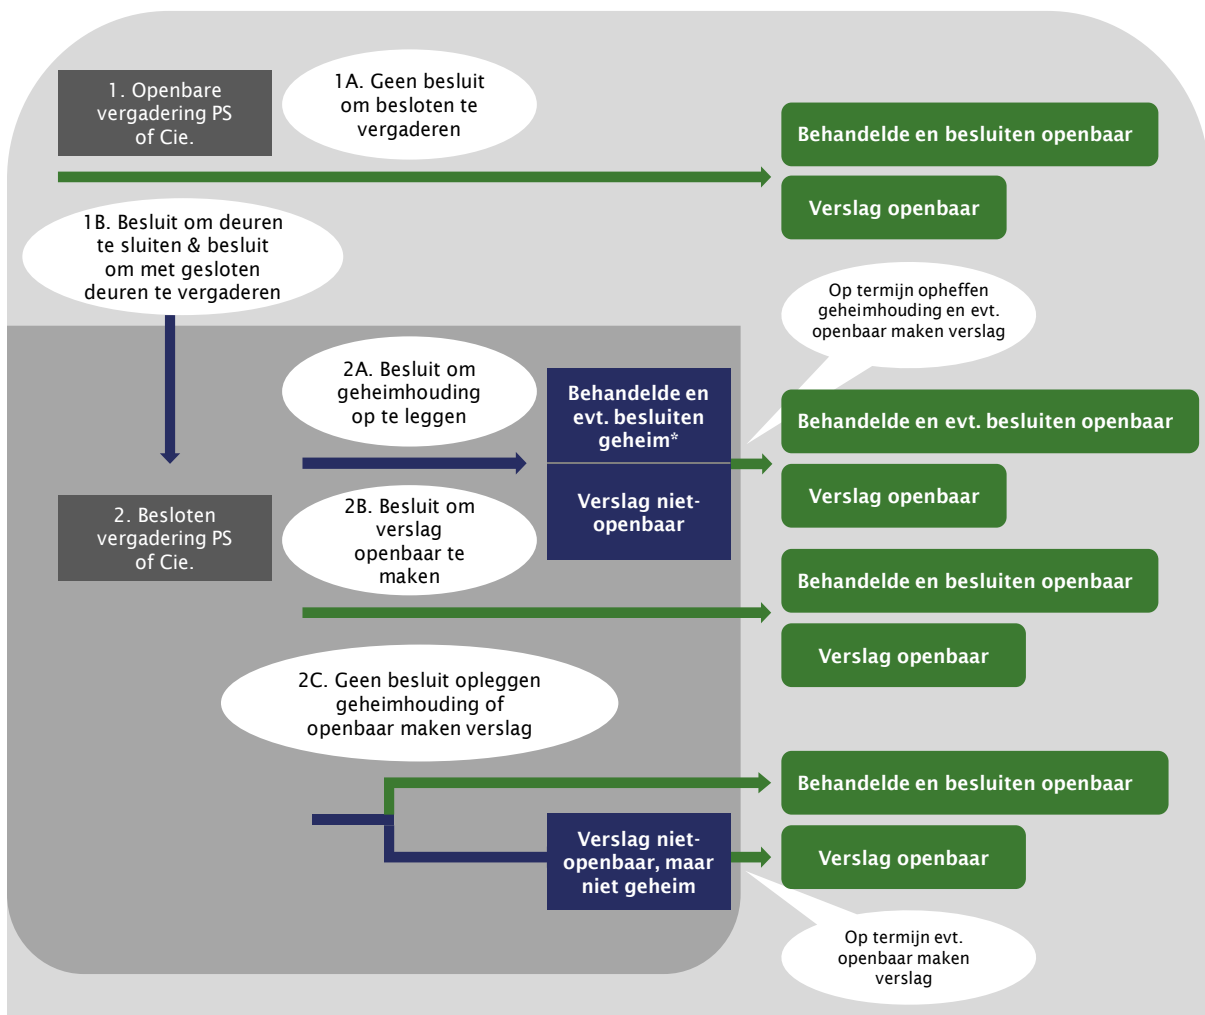 1. Openbare
vergadering PS
of Cie.
1A. Geen besluit
om besloten te
vergaderen
Behandelde en besluiten openbaar
Verslag openbaar
1B. Besluit om deuren
te sluiten & besluit
om met gesloten
deuren te vergaderen
Op termijn opheffen
geheimhouding en evt.
openbaar maken verslag
2A. Besluit om
geheimhouding
op te leggen
Behandelde en
evt. besluiten
geheim*
Verslag niet-
openbaar
Behandelde en evt. besluiten openbaar
Verslag openbaar
2. Besloten
vergadering PS
of Cie.
2B. Besluit om
verslag
openbaar te
maken
Behandelde en besluiten openbaar
Verslag openbaar
2C. Geen besluit opleggen
geheimhouding of
openbaar maken verslag
Behandelde en besluiten openbaar
Verslag niet-
openbaar, maar
niet geheim
Verslag openbaar
Op termijn evt.
openbaar maken
verslag